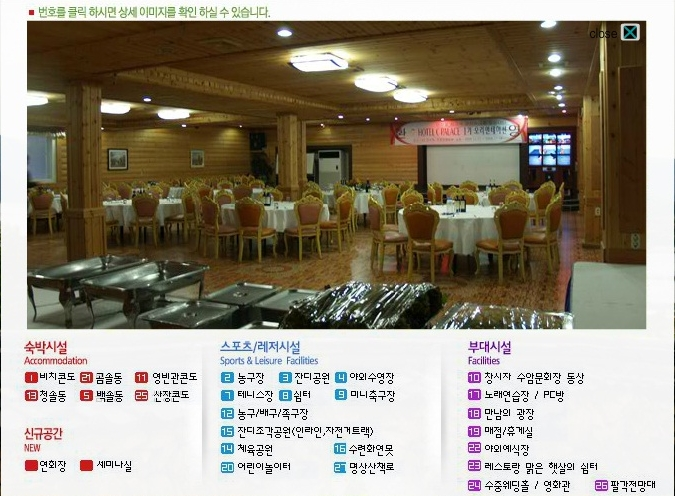 번호를 클릭 하시면 상세 이미지를 확인 하실 수 있습니다.
close
HOTEL C PALACE
숙박시설
Accommodation
1 비치콘도 21 곰솔동 11 영빈관콘도
13 청솔동 5 백솔동 25 산장콘도
신규공간
NEW
연회장 세미나실
스포츠/레저시설
Sports & Leisure Facilities
2 농구장 3 잔디공원 4 야외수영장
7 테니스장 8 쉼터 9 미니축구장
12 농구/배구/족구장
15 잔디조각공원(인라인,자전거트랙)
14 체육공원 16 수련화연못
20 어린이놀이터 27 명상산책로
부대시설
Facilities
10 창시자 수암문화장 동상
17 노래연습장 / PC방
18 만남의 광장
19 매점/휴게실
22 야외예식장
23 레스토랑 맑은 햇살의 쉼터
24 수중웨딩홀 / 영화관 26 팔각전망대